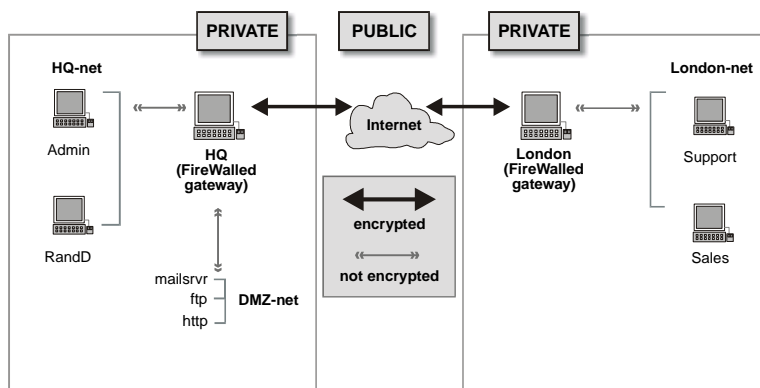 PRIVATE
PUBLIC
PRIVATE
HQ-net
London-net
Admin
HQ
(FireWalled
gateway)
Internet
London
(FireWalled
gateway)
Support
RandD
encrypted
not encrypted
Sales
mailsrvr
ftp
DMZ-net
http